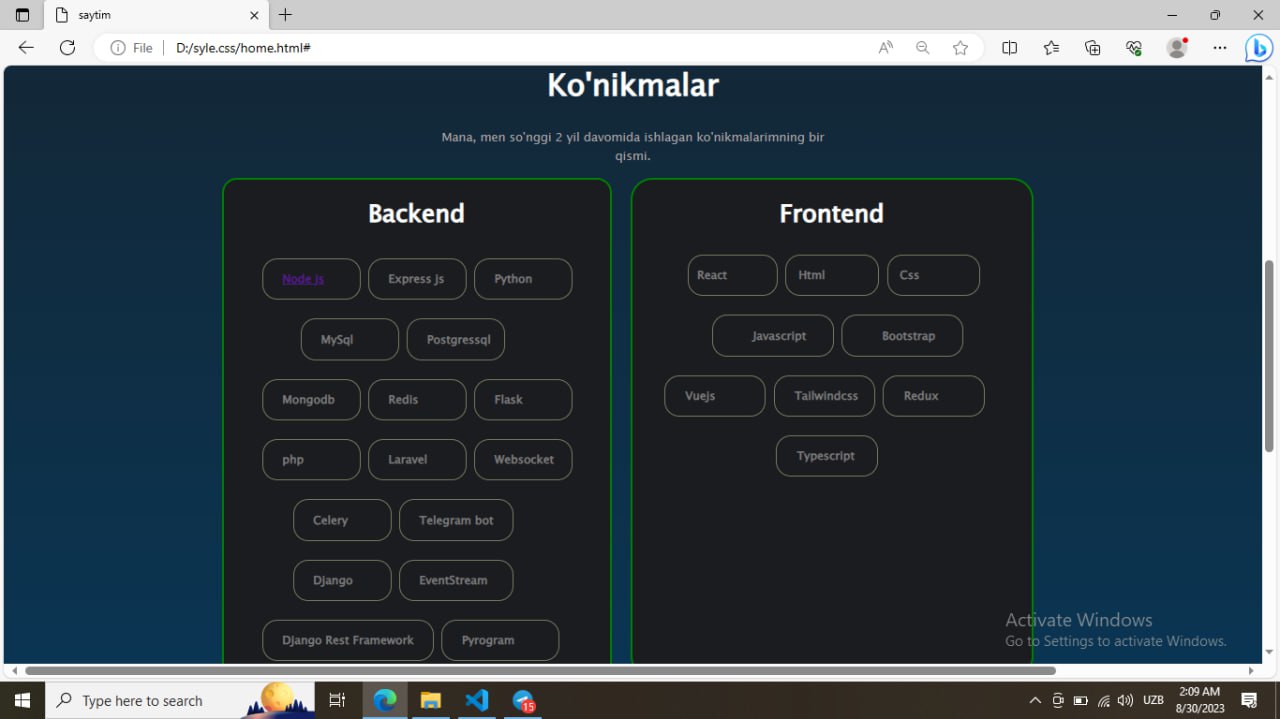 saytim
File
D:/syle.css/home.html#
Ko'nikmalar
Mana, men so'nggi 2 yil davomida ishlagan ko'nikmalarimning bir
qismi.
Backend
Node js
Express js
Python
MySql
Postgressql
Mongodb
Redis
Flask
php
Laravel
Websocket
Celery
Telegram bot
Django
EventStream
Django Rest Framework
Pyrogram
Frontend
React
Html
Css
Javascript
Bootstrap
Vuejs
Tailwindcss
Redux
Typescript
Activate Windows
Go to Settings to activate Windows.
Type here to search
15
UZB
2:09 AM
8/30/2023